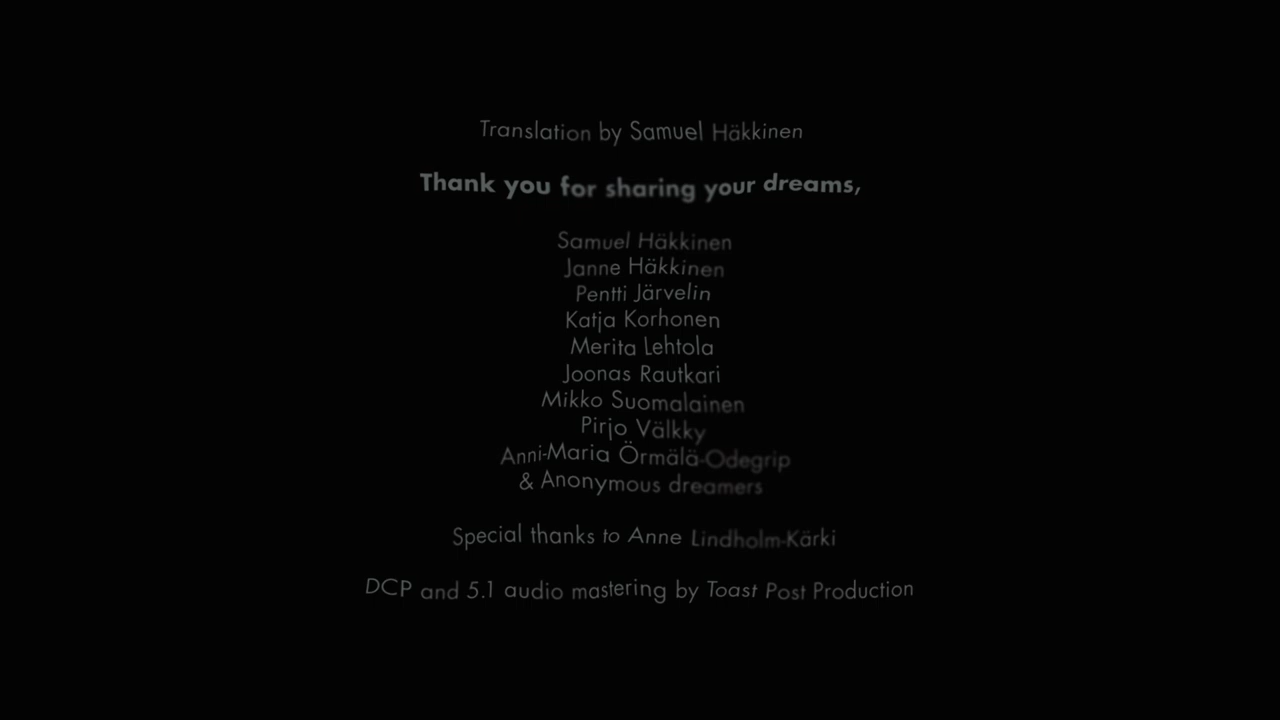 Translation by Samuel Häkkinen
Thank you for sharing your dreams,
Samuel Häkkinen
Janne Häkkinen
Pentti Järvelin
Katja Korhonen
Merita Lehtola
Joonas Rautkari
Mikko Suomalainen
Pirjo Välkky
Anni-Maria Örmälä-Odegrip
& Anonymous dreamers
Special thanks to Anne Lindholm-Kärki
DCP and 5.1 audio mastering by Toast Post Production